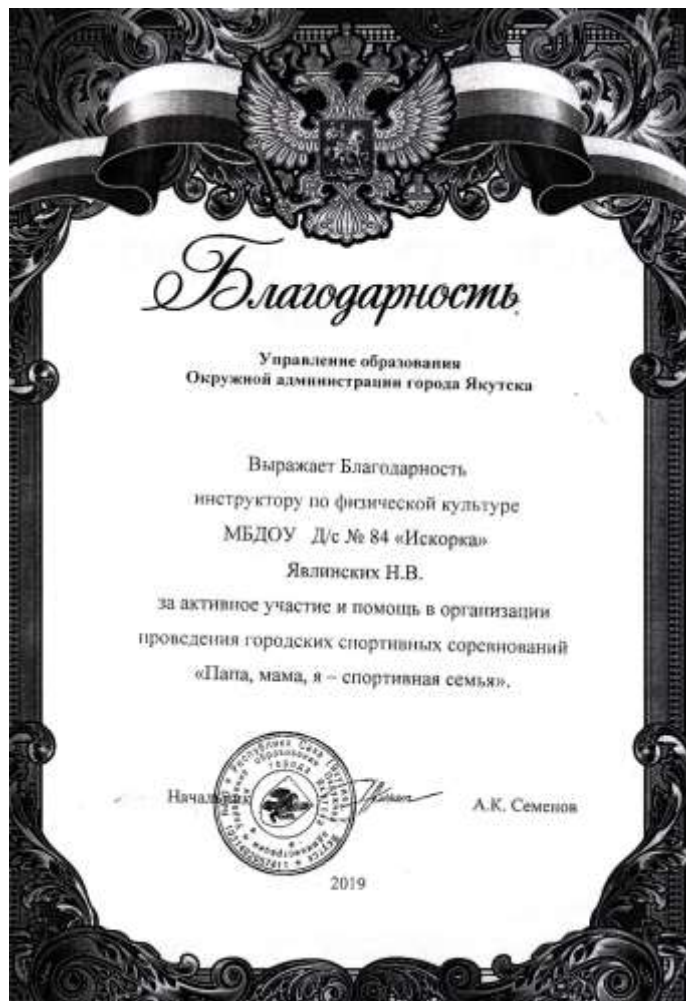 Благодарность
Управление образования
Окружной администрации города Якутска
Выражает Благодарность
инструктору по физической культуре
МБДОУ Д/с № 84 «Искорка»
Явлинских Н.В.
за активное участие и помощь в организации
проведения городских спортивных соревнований
«Папа, мама, я – спортивная семья».
Начальник А.К. Семенов
2019